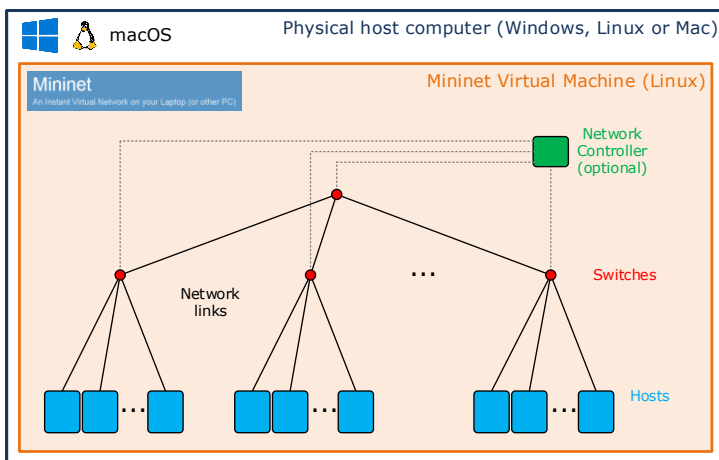 macOS
Physical host computer (Windows, Linux or Mac)
Mininet
An Instant Virtual Network on your Laptop (or other PC)
Mininet Virtual Machine (Linux)
Network
Controller
(optional)
...
Switches
Network
links
... ... ...
Hosts